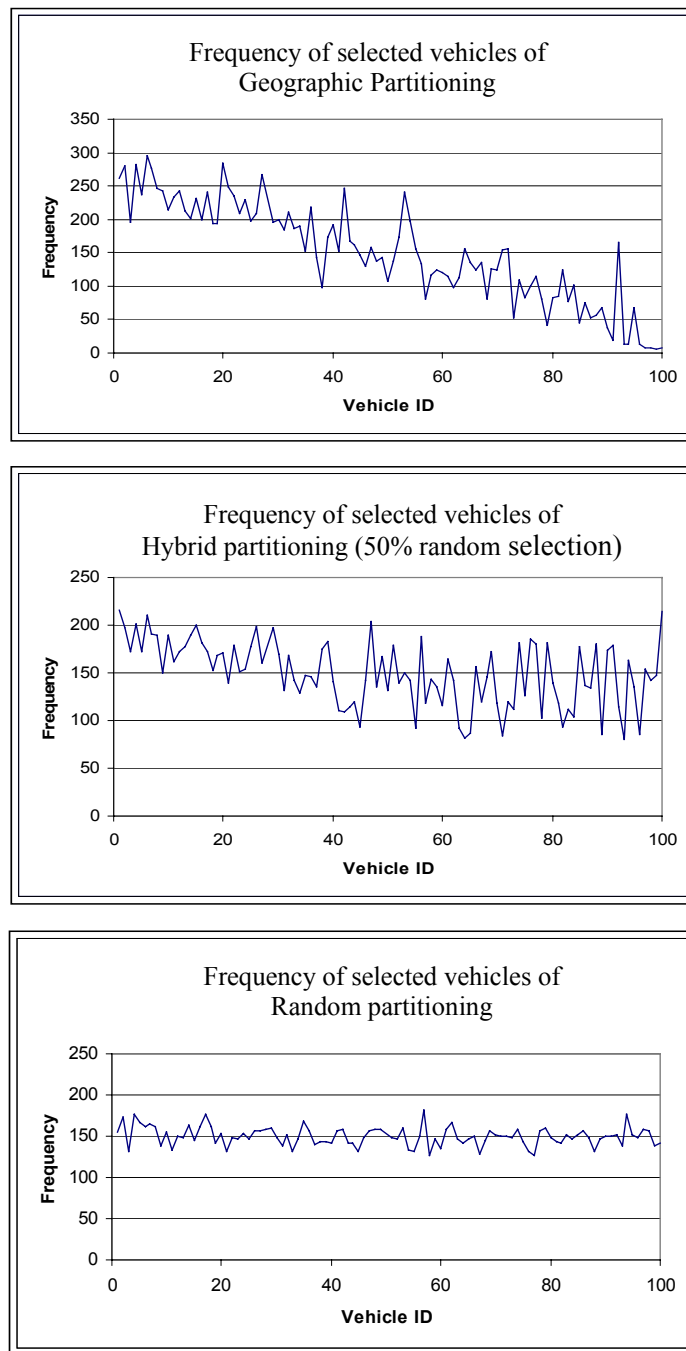 Frequency of selected vehicles of
Geographic Partitioning
350
300
250
200
150
100
50
0
Frequency
0 20 40 60 80 100
Vehicle ID
Frequency of selected vehicles of
Hybrid partitioning (50% random selection)
250
200
150
100
50
0
Frequency
0 20 40 60 80 100
Vehicle ID
Frequency of selected vehicles of
Random partitioning
250
200
150
100
50
0
Frequency
0 20 40 60 80 100
Vehicle ID